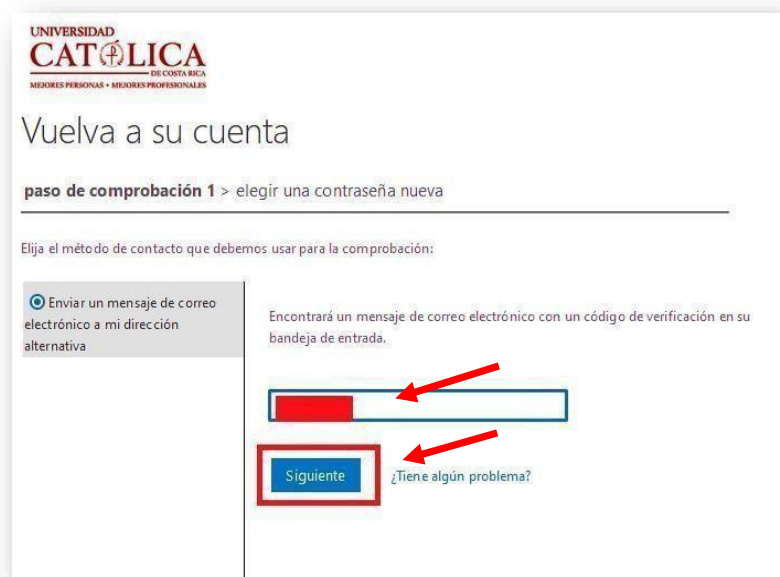 UNIVERSIDAD
CATÓLICA
DE COSTA RICA
MEJORES PERSONAS • MEJORES PROFESIONALES
Vuelva a su cuenta
paso de comprobación 1 > elegir una contraseña nueva
Elija el método de contacto que debemos usar para la comprobación:
Enviar un mensaje de correo
electrónico a mi dirección
alternativa
Encontrará un mensaje de correo electrónico con un código de verificación en su
bandeja de entrada.
Siguiente
¿Tiene algún problema?